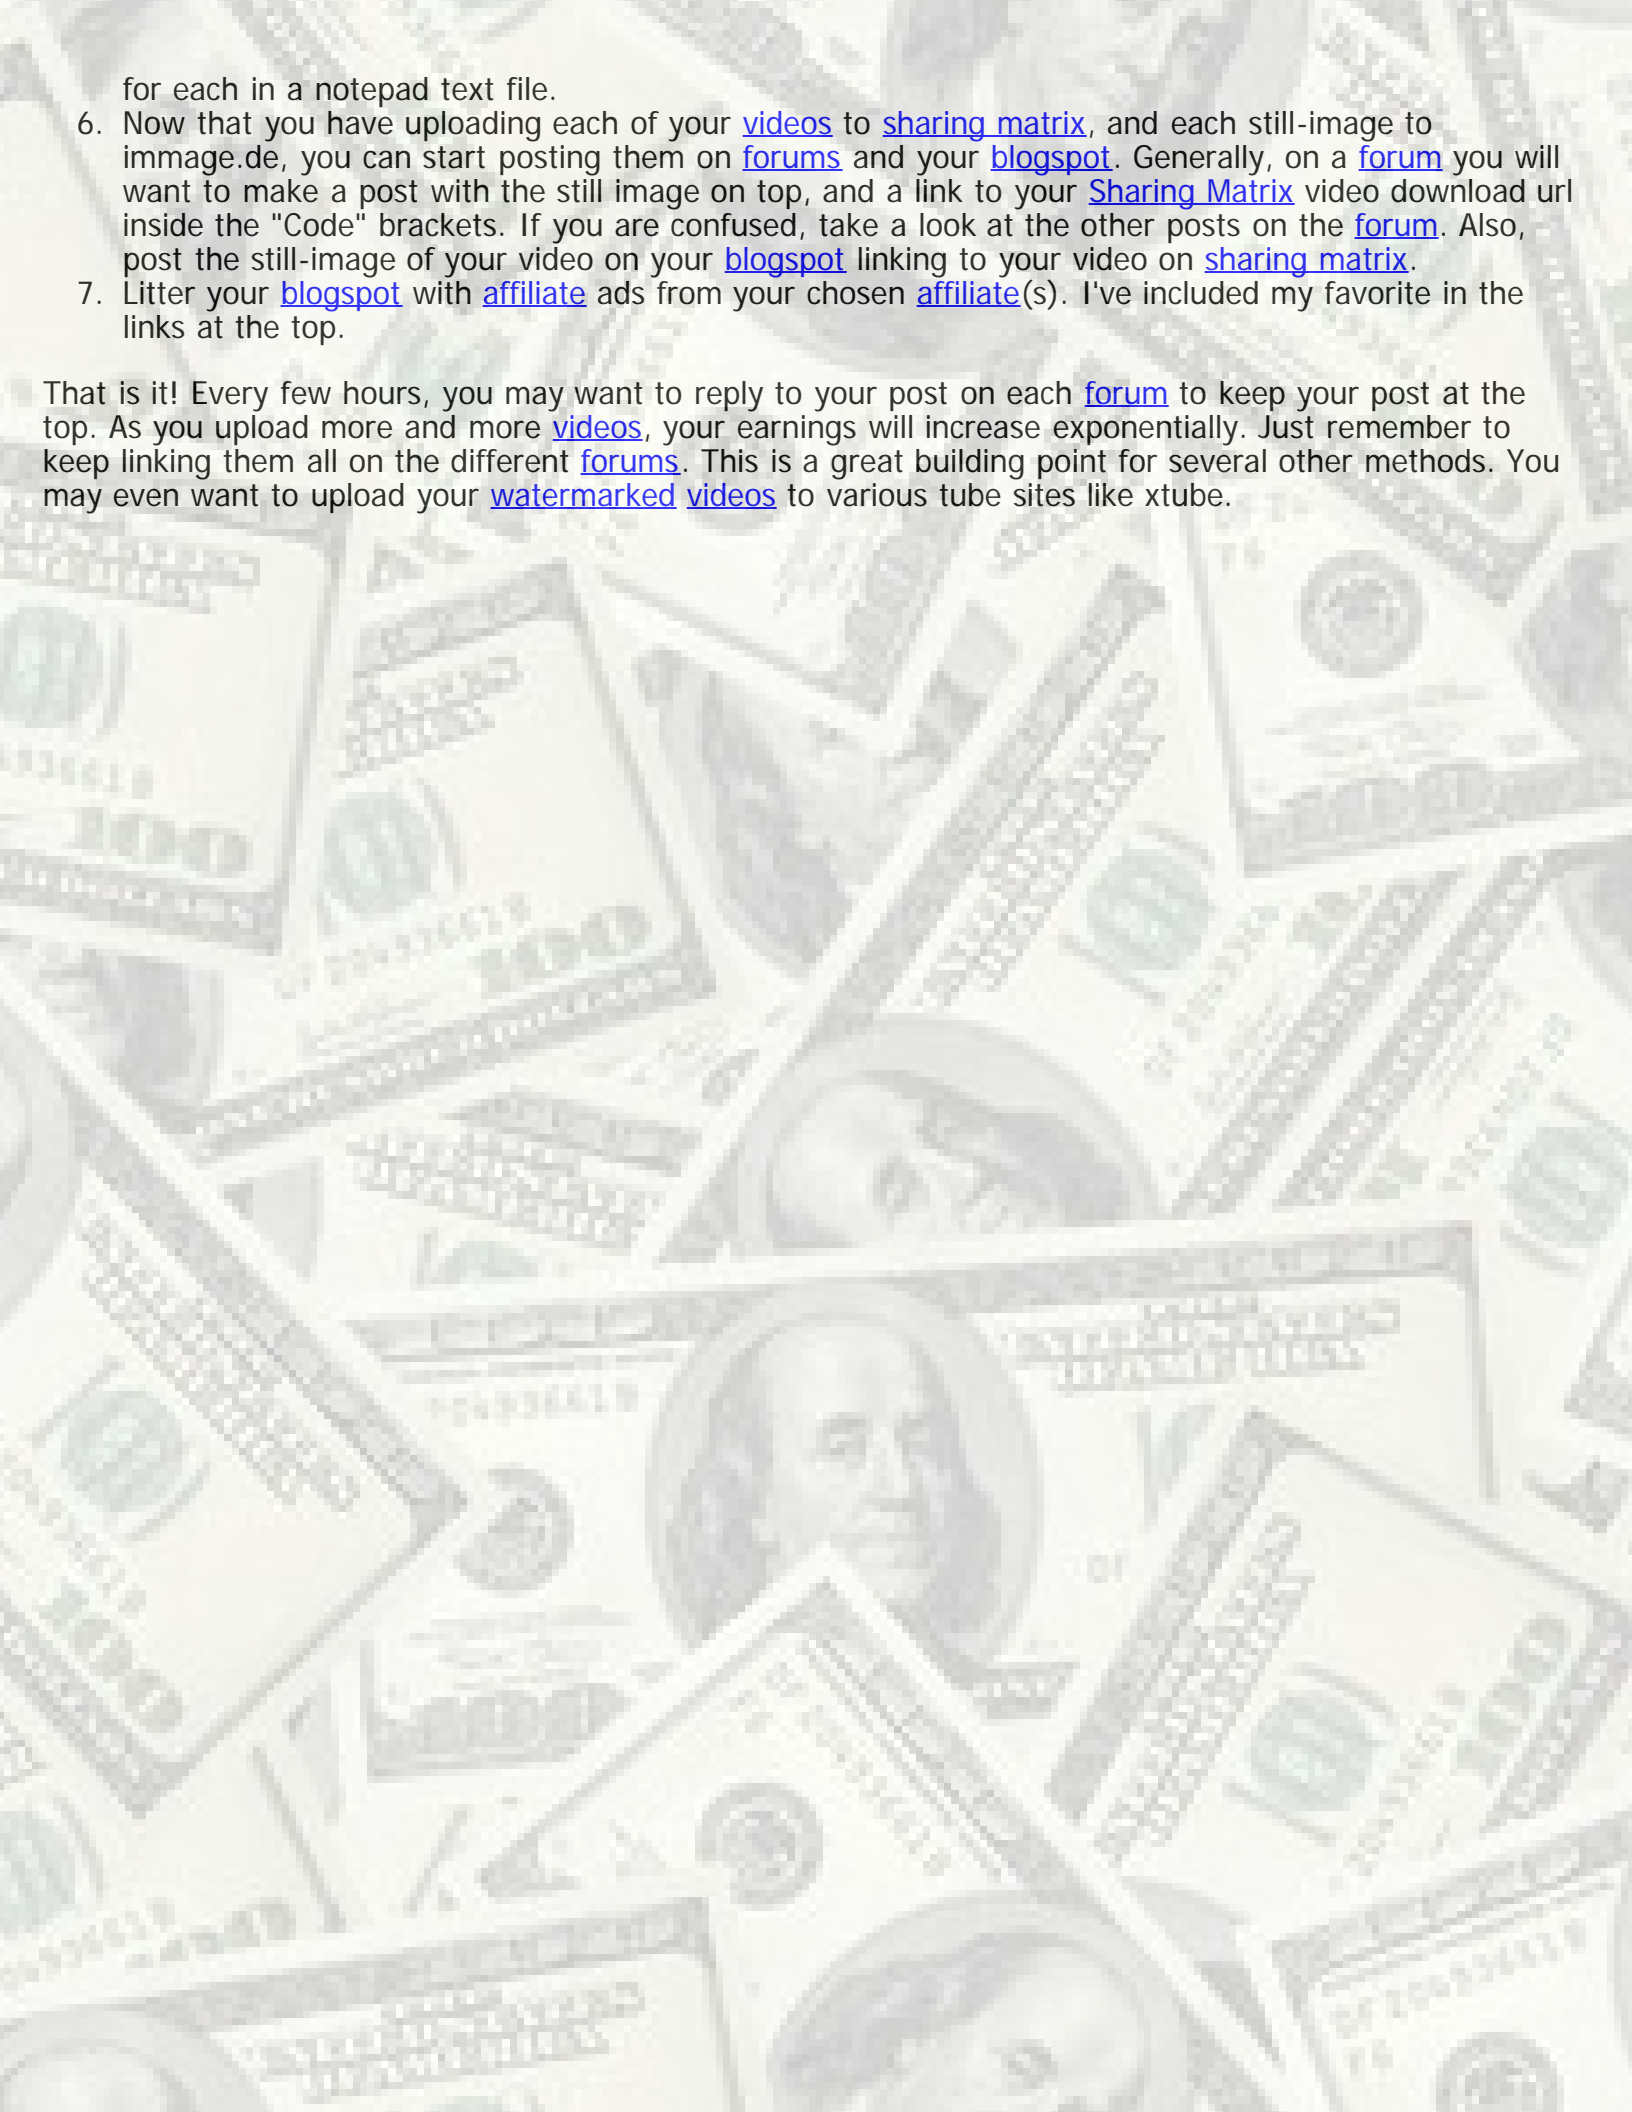 for each in a notepad text file.
6. Now that you have uploading each of your videos to sharing matrix, and each still-image to
immage.de, you can start posting them on forums and your blogspot. Generally, on a forum you will
want to make a post with the still image on top, and a link to your Sharing Matrix video download url
inside the "Code" brackets. If you are confused, take a look at the other posts on the forum. Also,
post the still-image of your video on your blogspot linking to your video on sharing matrix.
7. Litter your blogspot with affiliate ads from your chosen affiliate(s). I've included my favorite in the
links at the top.
That is it! Every few hours, you may want to reply to your post on each forum to keep your post at the
top. As you upload more and more videos, your earnings will increase exponentially. Just remember to
keep linking them all on the different forums. This is a great building point for several other methods. You
may even want to upload your watermarked videos to various tube sites like xtube.